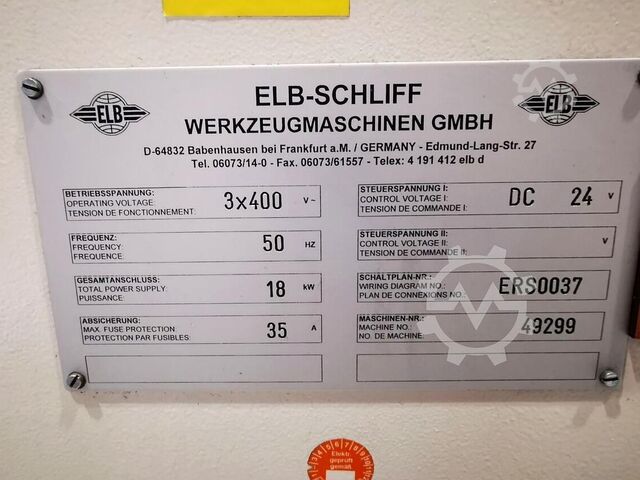 ELB
ELB-SCHLIFF
ELB
WERKZEUGMASCHINEN GMBH
D-64832 Babenhausen bei Frankfurt a.M. / GERMANY - Edmund-Lang-Str. 27
Tel. 06073/14-0 - Fax. 06073/61557 - Telex: 4 191 412 elb d
BETRIEBSSPANNUNG:
OPERATING VOLTAGE: 3x400 V~
TENSION DE FONCTIONNEMENT:
FREQUENZ:
FREQUENCY: 50 HZ
FREQUENCE:
GESAMTANSCHLUSS:
TOTAL POWER SUPPLY: 18 kW
PUISSANCE:
ABSICHERUNG:
MAX. FUSE PROTECTION: 35 A
PROTECTION PAR FUSIBLES:
STEUERSPANNUNG I:
CONTROL VOLTAGE I: DC 24 V
TENSION DE COMMANDE I:
STEUERSPANNUNG II:
CONTROL VOLTAGE II: V
TENSION DE COMMANDE II:
SCHALTPLAN-NR.:
WIRING DIAGRAM NO.: ERS0037
PLAN DE CONNEXIONS NO.:
MASCHINEN-NR.:
MACHINE NO.: 49299
NO. DE MACHINE:
Elektr.
geprüft
gemäß